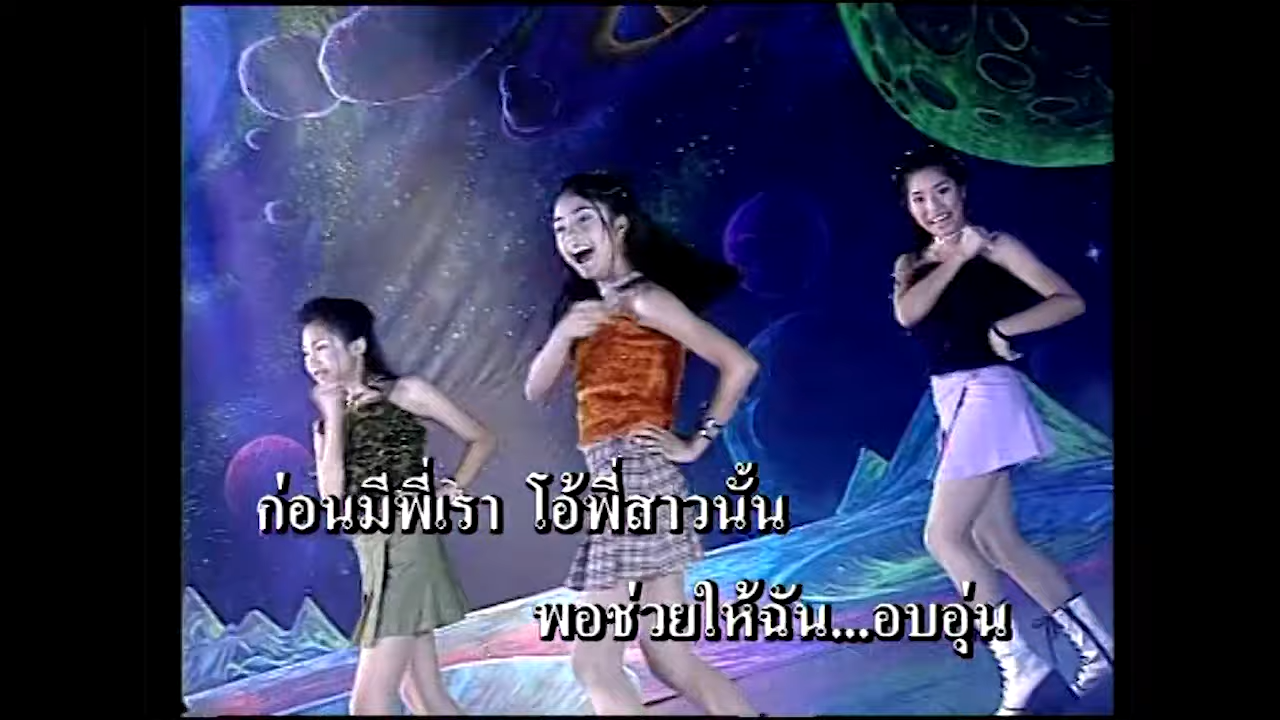 ก่อนมีพี่เรา โอ้พี่สาวนั้น
พอช่วยให้ฉัน...อบอุ่น